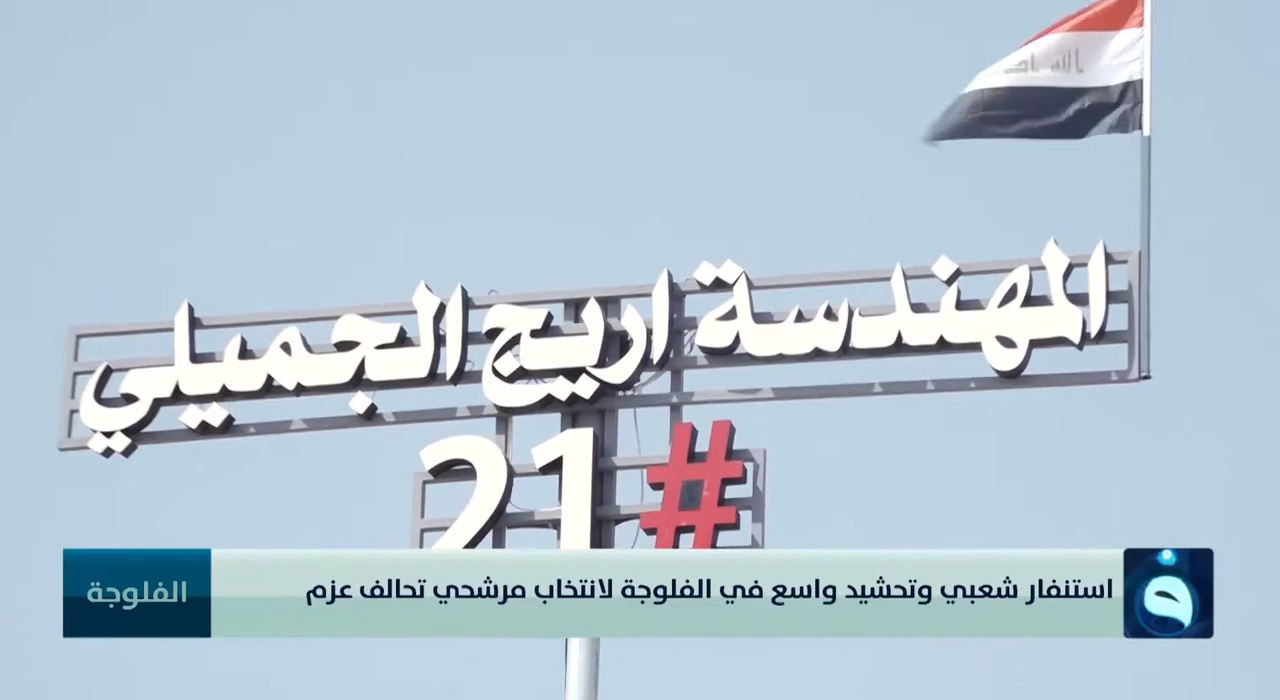 المهندسة اريج الجميلي
#21
استنفار شعبي وتحشيد واسع في الفلوجة لانتخاب مرشحي تحالف عزم
الفلوجة